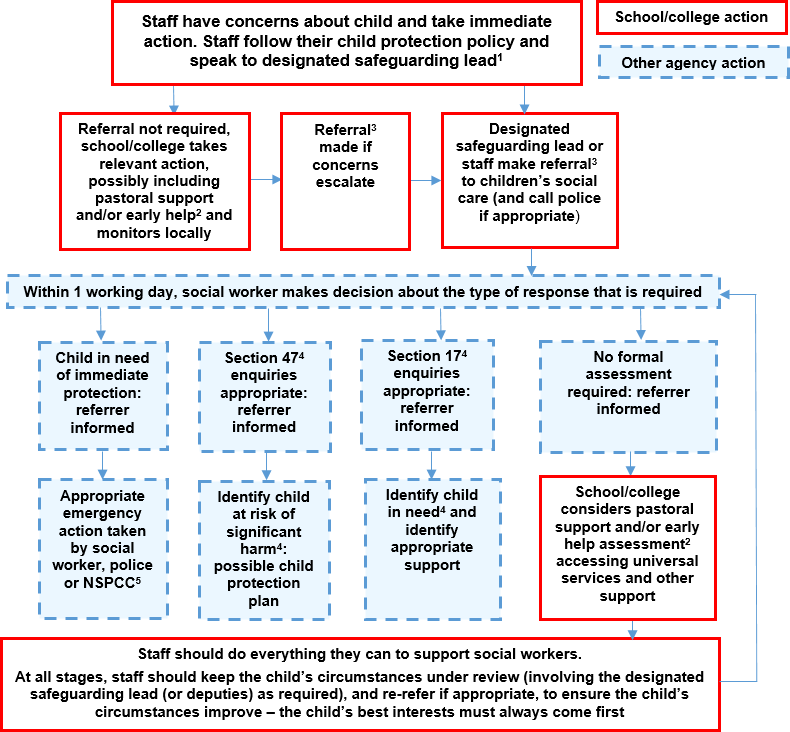 Staff have concerns about child and take immediate
action. Staff follow their child protection policy and
speak to designated safeguarding lead¹
School/college action
Other agency action
Referral not required,
school/college takes
relevant action,
possibly including
pastoral support
and/or early help² and
monitors locally
Referral³
made if
concerns
escalate
Designated
safeguarding lead or
staff make referral³
to children’s social
care (and call police
if appropriate)
Within 1 working day, social worker makes decision about the type of response that is required
Child in need
of immediate
protection:
referrer
informed
Section 47⁴
enquiries
appropriate:
referrer
informed
Section 17⁴
enquiries
appropriate:
referrer
informed
No formal
assessment
required: referrer
informed
Appropriate
emergency
action taken
by social
worker, police
or NSPCC⁵
Identify child
at risk of
significant
harm⁴:
possible child
protection
plan
Identify child
in need⁴ and
identify
appropriate
support
School/college
considers pastoral
support and/or early
help assessment²
accessing universal
services and other
support
Staff should do everything they can to support social workers.
At all stages, staff should keep the child’s circumstances under review (involving the designated
safeguarding lead (or deputies) as required), and re-refer if appropriate, to ensure the child’s
circumstances improve – the child’s best interests must always come first